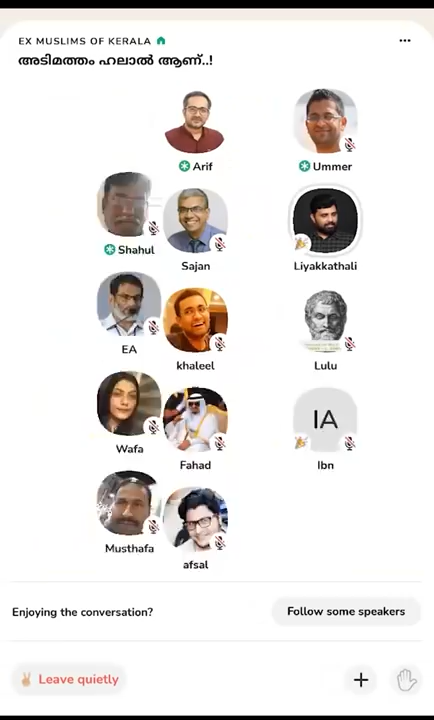 EX MUSLIMS OF KERALA
അടിമത്തം ഹലാൽ ആണ്..!
Arif
Ummer
Shahul
Sajan
Liyakkathali
EA
khaleel
Lulu
Wafa
Fahad
IA
Ibn
Musthafa
afsal
Enjoying the conversation?
Follow some speakers
Leave quietly